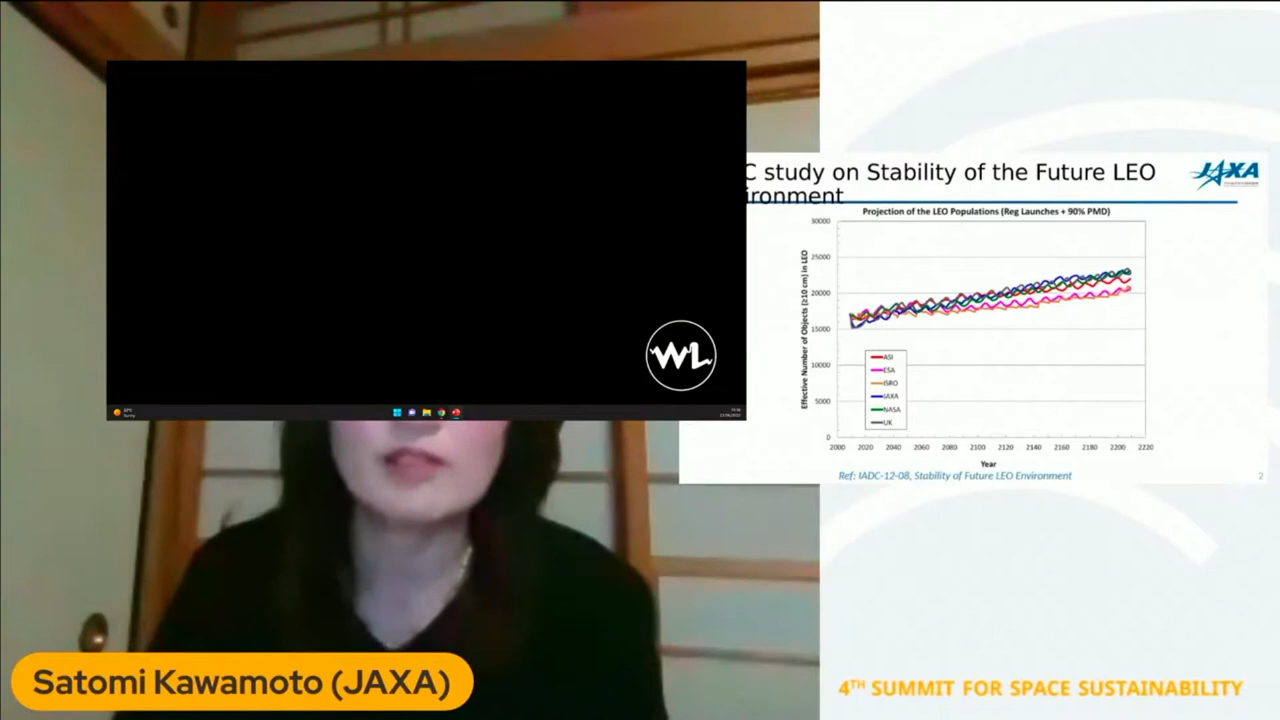 WL
C study on Stability of the Future LEO
ironment
JAXA
Projection of the LEO Populations (Reg Launches + 90% PMD)
Effective Number of Objects (≥10 cm) in LEO
30000
25000
20000
15000
10000
5000
0
ASI
ESA
ISRO
JAXA
NASA
UK
2000 2020 2040 2060 2080 2100 2120 2140 2160 2180 2200 2220
Year
Ref: IADC-12-08, Stability of Future LEO Environment
2
Satomi Kawamoto (JAXA)
4TH SUMMIT FOR SPACE SUSTAINABILITY